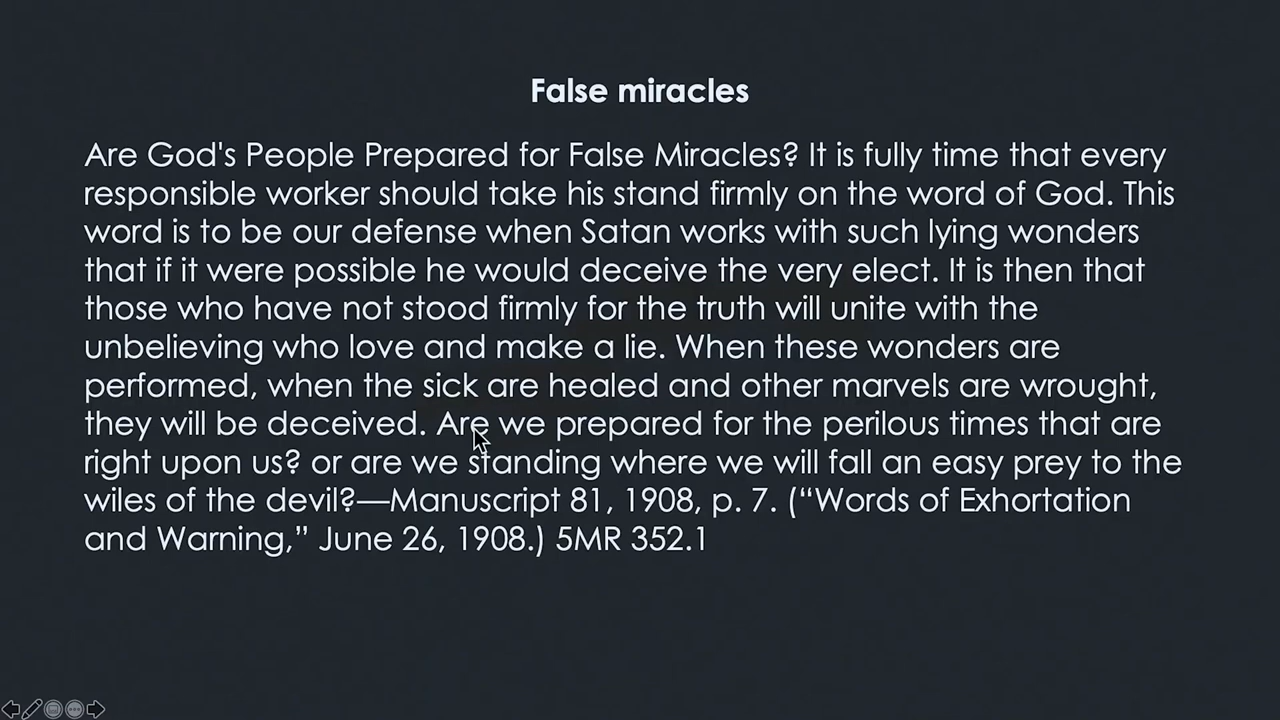 False miracles
Are God's People Prepared for False Miracles? It is fully time that every
responsible worker should take his stand firmly on the word of God. This
word is to be our defense when Satan works with such lying wonders
that if it were possible he would deceive the very elect. It is then that
those who have not stood firmly for the truth will unite with the
unbelieving who love and make a lie. When these wonders are
performed, when the sick are healed and other marvels are wrought,
they will be deceived. Are we prepared for the perilous times that are
right upon us? or are we standing where we will fall an easy prey to the
wiles of the devil?—Manuscript 81, 1908, p. 7. (“Words of Exhortation
and Warning,” June 26, 1908.) 5MR 352.1